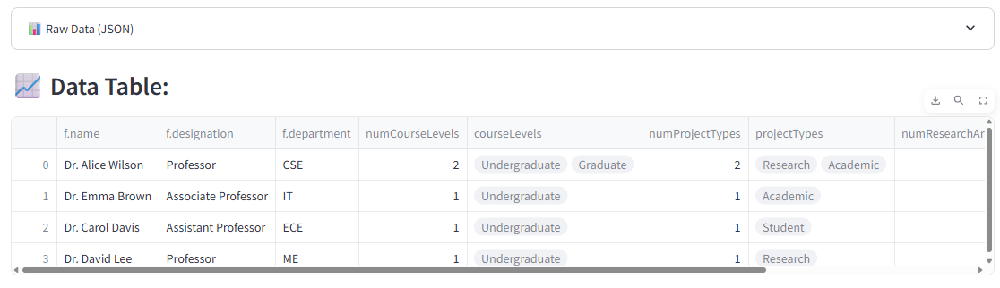 Raw Data (JSON)
Data Table:
f.name f.designation f.department numCourseLevels courseLevels numProjectTypes projectTypes numResearchAr
0 Dr. Alice Wilson Professor CSE 2 Undergraduate Graduate 2 Research Academic
1 Dr. Emma Brown Associate Professor IT 1 Undergraduate 1 Academic
2 Dr. Carol Davis Assistant Professor ECE 1 Undergraduate 1 Student
3 Dr. David Lee Professor ME 1 Undergraduate 1 Research